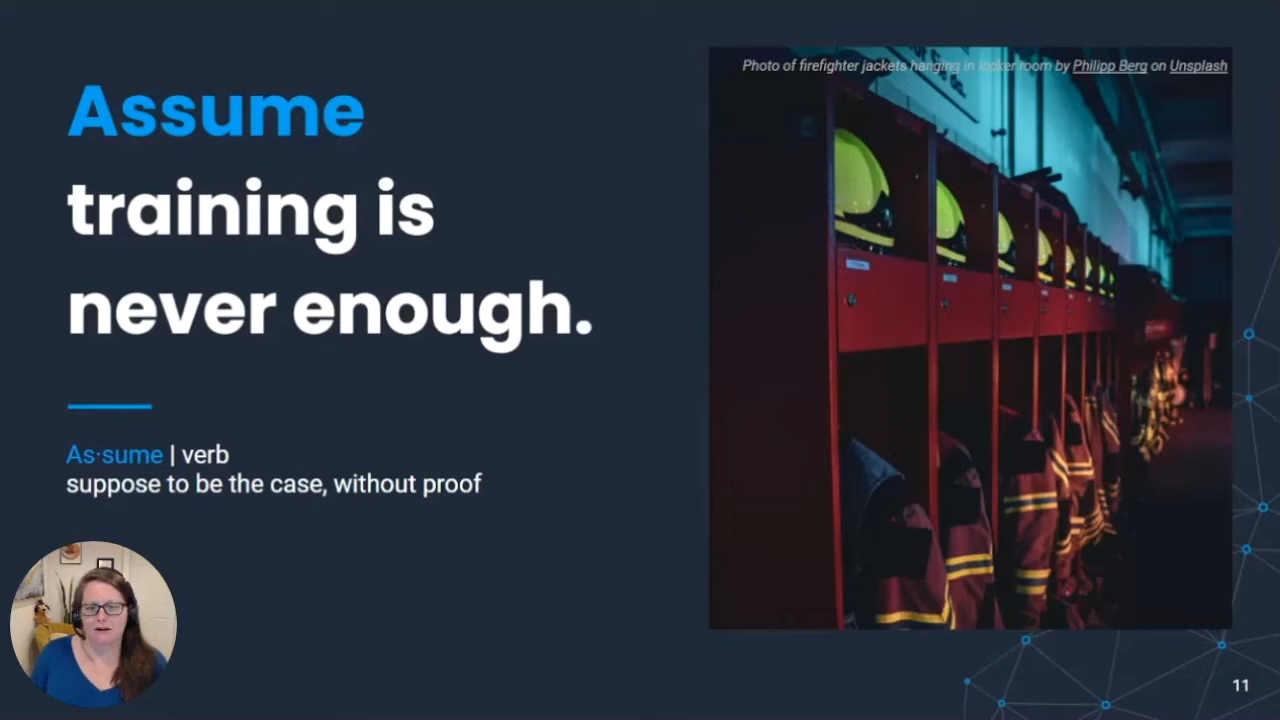 Assume
training is
never enough.
As·sume | verb
suppose to be the case, without proof
Photo of firefighter jackets hanging in locker room by Philipp Berg on Unsplash
11